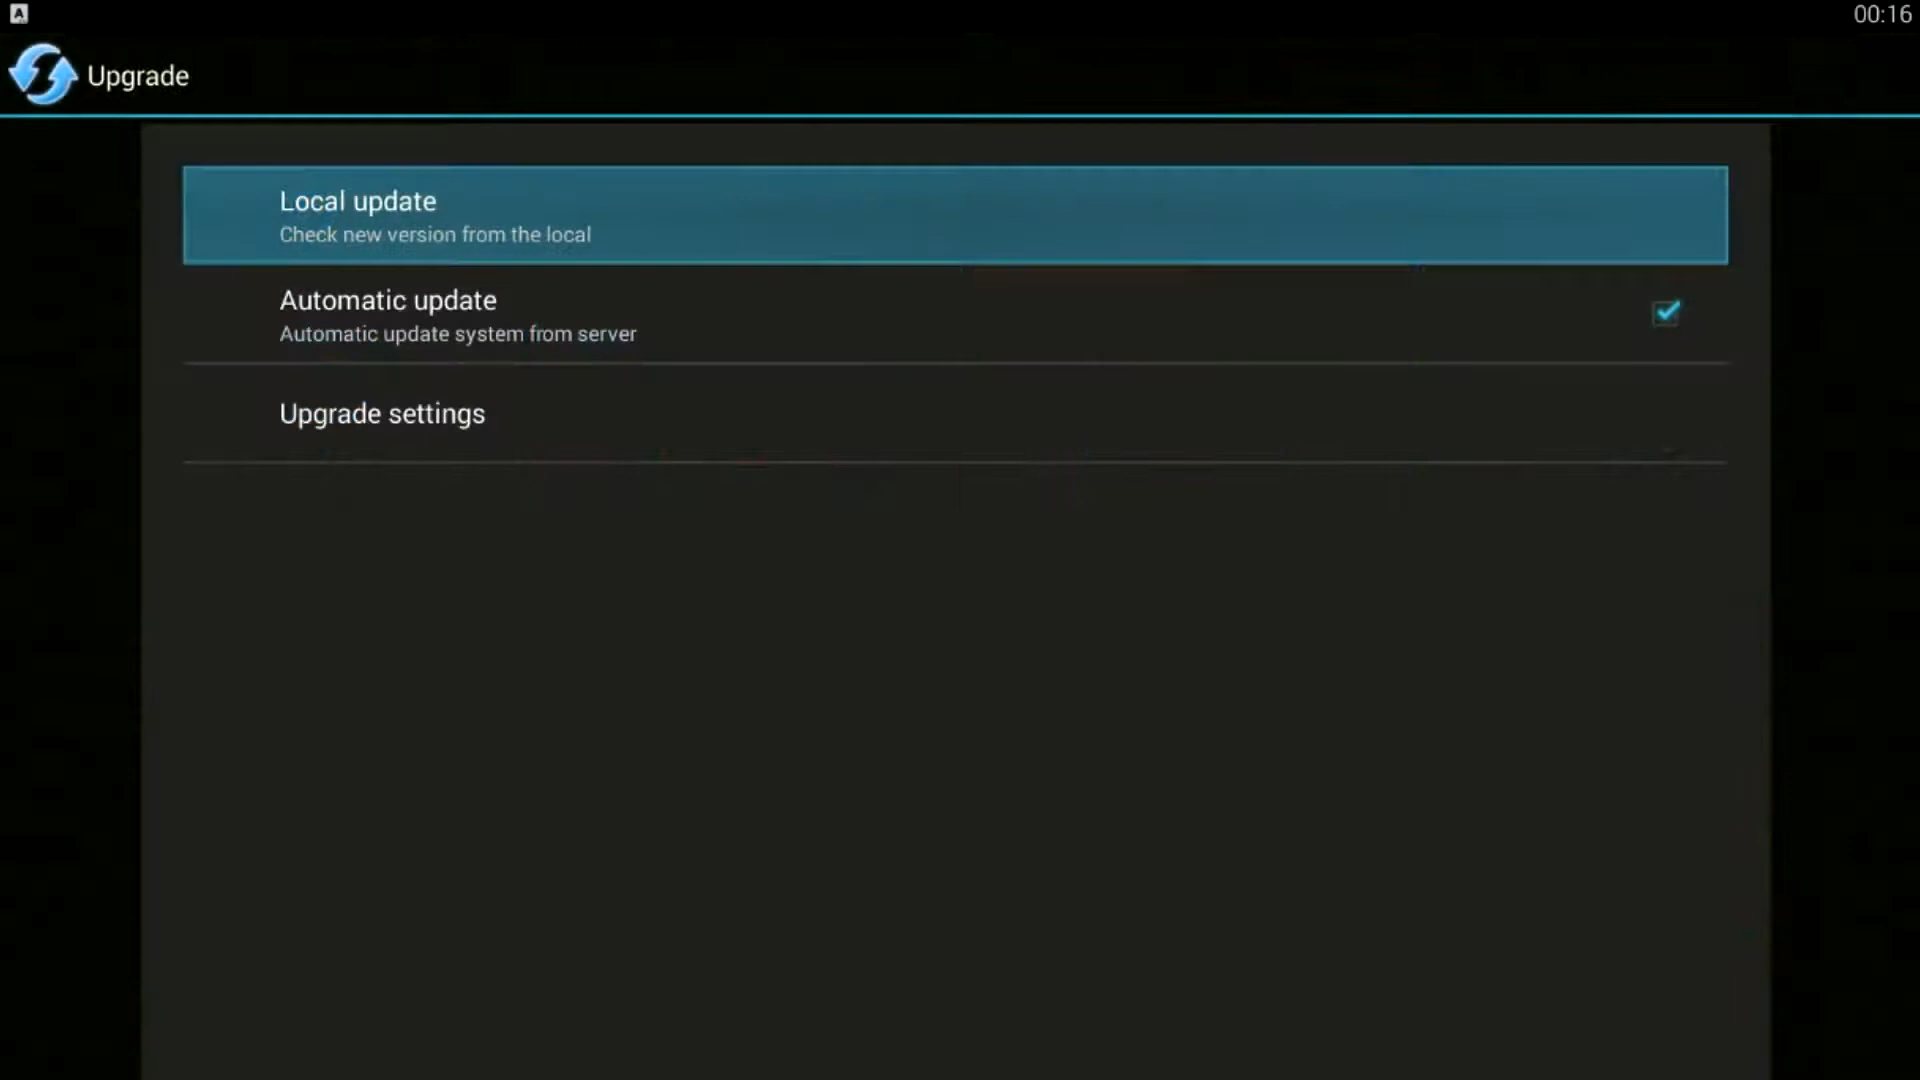 A
00:16
Upgrade
Local update
Check new version from the local
Automatic update
Automatic update system from server
Upgrade settings